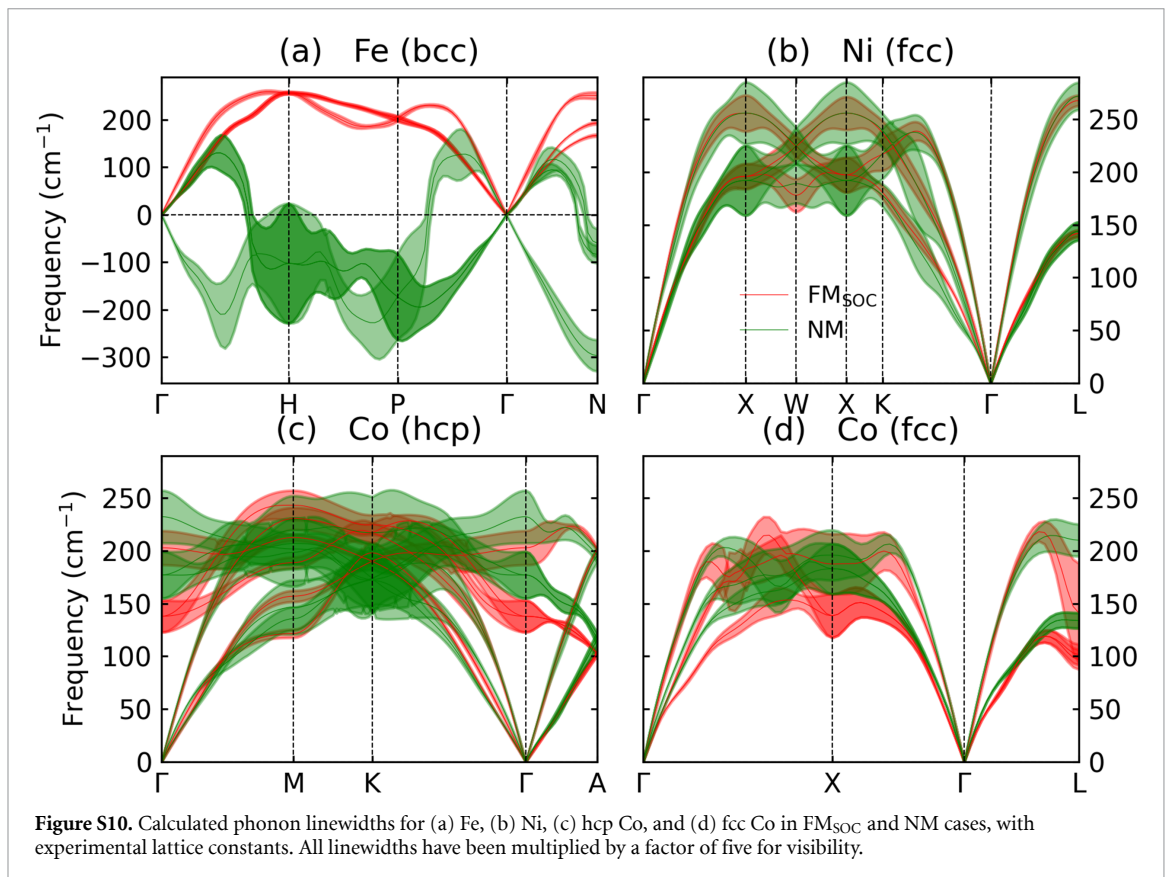 (a) Fe (bcc)
(b) Ni (fcc)
Frequency (cm⁻¹)
200
100
0
−100
−200
−300
Γ H P Γ N
250
200
150
100
50
0
FM_SOC
NM
Γ X W X K Γ L
(c) Co (hcp)
(d) Co (fcc)
Frequency (cm⁻¹)
250
200
150
100
50
0
Γ M K Γ A
250
200
150
100
50
0
Γ X Γ L
Figure S10. Calculated phonon linewidths for (a) Fe, (b) Ni, (c) hcp Co, and (d) fcc Co in FM_SOC and NM cases, with
experimental lattice constants. All linewidths have been multiplied by a factor of five for visibility.